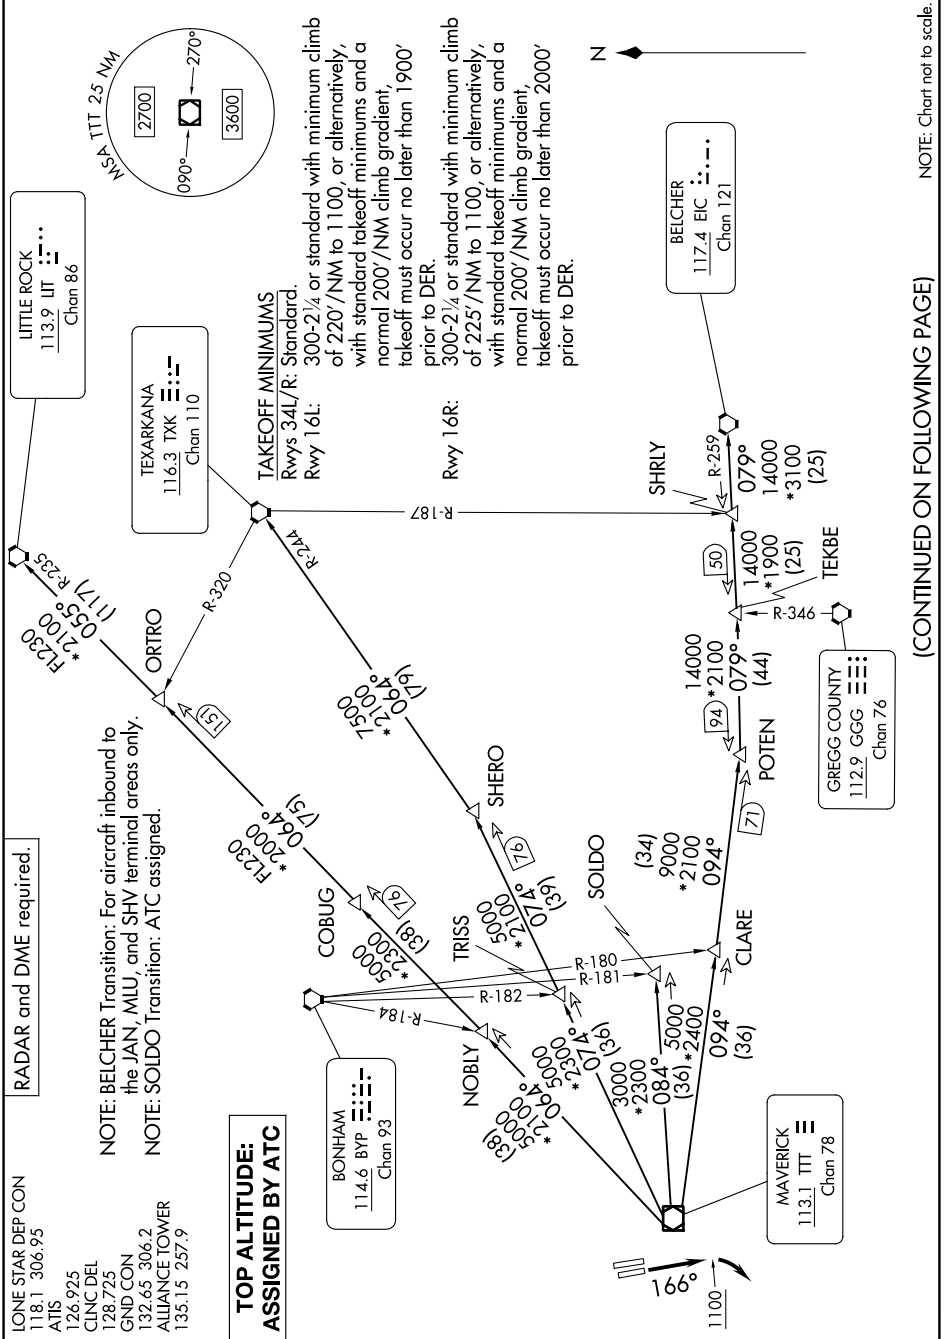 LONE STAR DEP CON
118.1 306.95
ATIS
126.925
CLNC DEL
128.725
GND CON
132.65 306.2
ALLIANCE TOWER
135.15 257.9
RADAR and DME required.
NOTE: BELCHER Transition: For aircraft inbound to
the JAN, MLU, and SHV terminal areas only.
NOTE: SOLDO Transition: ATC assigned.
TOP ALTITUDE:
ASSIGNED BY ATC
LITTLE ROCK
113.9 LIT
Chan 86
MSA TTT 25 NM
2700
090°
270°
3600
TEXARKANA
116.3 TXK
Chan 110
TAKEOFF MINIMUMS
Rwys 34L/R: Standard.
Rwy 16L: 300-2¼ or standard with minimum climb
of 220'/NM to 1100, or alternatively,
with standard takeoff minimums and a
normal 200'/NM climb gradient,
takeoff must occur no later than 1900'
prior to DER.
Rwy 16R: 300-2¼ or standard with minimum climb
of 225'/NM to 1100, or alternatively,
with standard takeoff minimums and a
normal 200'/NM climb gradient,
takeoff must occur no later than 2000'
prior to DER.
N
R-235
FL230
*2100
055°
(117)
ORTRO
R-320
151
FL230
*2000
064°
(75)
COBUG
76
5000
*2300
(38)
NOBLY
R-184
(38)
5000
*2100
064°
BONHAM
114.6 BYP
Chan 93
R-244
7500
*2100
064°
(79)
SHERO
76
5000
*2100
074°
(39)
TRISS
R-182
5000
*2300
074°
(36)
SOLDO
R-181
3000
*2300
084°
(36)
R-180
CLARE
5000
*2400
094°
(36)
(34)
9000
*2100
094°
71
POTEN
94
14000
*2100
079°
(44)
TEKBE
R-346
GREGG COUNTY
112.9 GGG
Chan 76
50
14000
*1900
(25)
SHRLY
R-187
R-259
079°
14000
*3100
(25)
BELCHER
117.4 EIC
Chan 121
MAVERICK
113.1 TTT
Chan 78
166°
1100
(CONTINUED ON FOLLOWING PAGE)
NOTE: Chart not to scale.